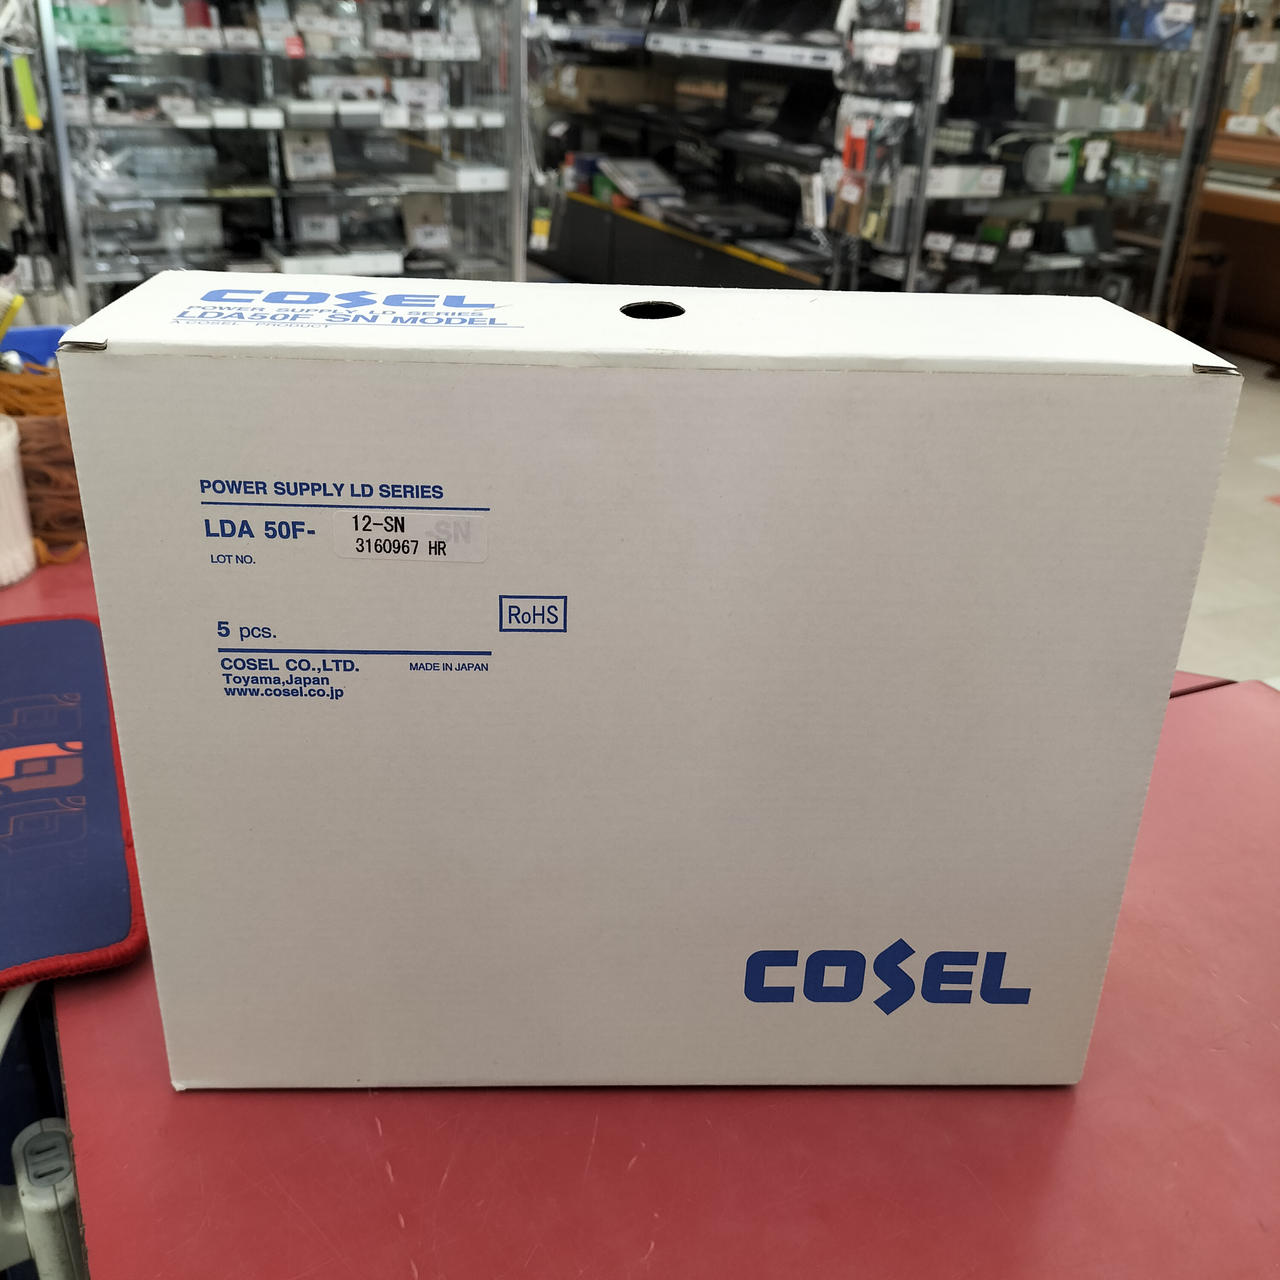 COSEL
POWER SUPPLY LD SERIES
LDA50F SN MODEL
A COSEL PRODUCT
POWER SUPPLY LD SERIES
LDA 50F- 12-SN -SN
3160967 HR
LOT NO.
RoHS
5 pcs.
COSEL CO.,LTD. MADE IN JAPAN
Toyama,Japan
www.cosel.co.jp
COSEL